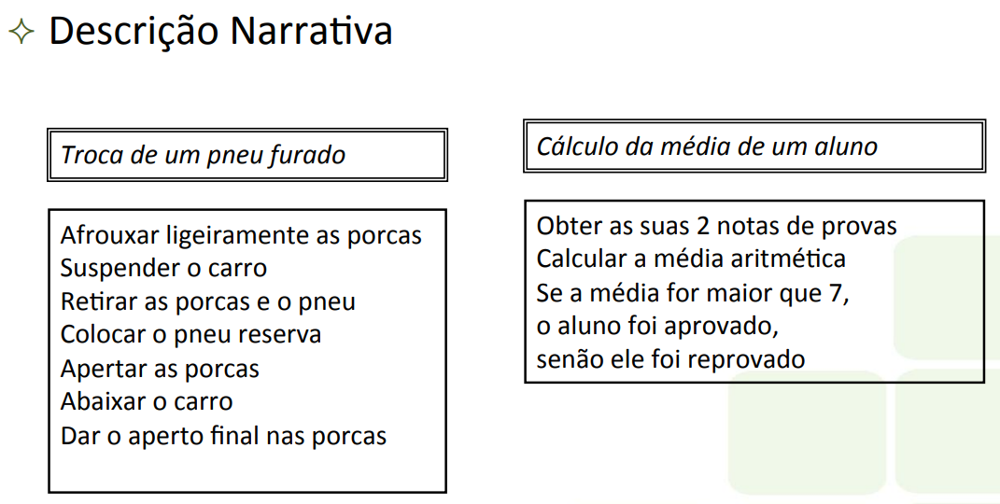 Descrição Narrativa
Troca de um pneu furado
Afrouxar ligeiramente as porcas
Suspender o carro
Retirar as porcas e o pneu
Colocar o pneu reserva
Apertar as porcas
Abaixar o carro
Dar o aperto final nas porcas
Cálculo da média de um aluno
Obter as suas 2 notas de provas
Calcular a média aritmética
Se a média for maior que 7,
o aluno foi aprovado,
senão ele foi reprovado